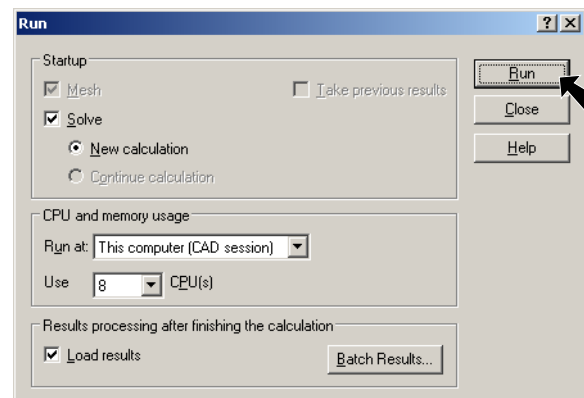 Run
Startup
Mesh
Take previous results
Solve
New calculation
Continue calculation
Run
Close
Help
CPU and memory usage
Run at: This computer (CAD session)
Use 8 CPU(s)
Results processing after finishing the calculation
Load results
Batch Results...